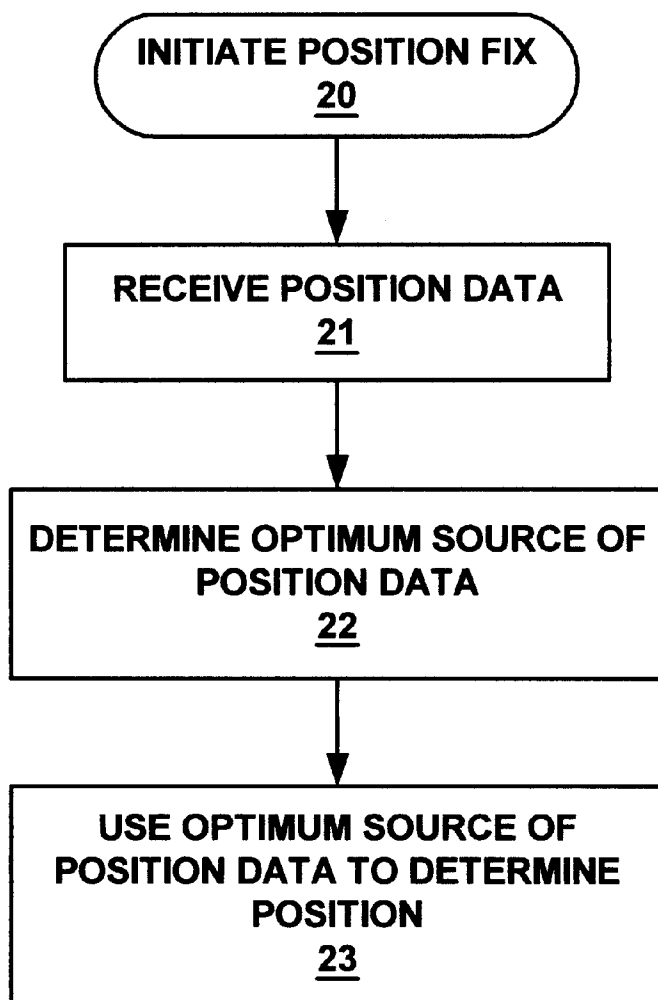 INITIATE POSITION FIX
20
RECEIVE POSITION DATA
21
DETERMINE OPTIMUM SOURCE OF
POSITION DATA
22
USE OPTIMUM SOURCE OF
POSITION DATA TO DETERMINE
POSITION
23